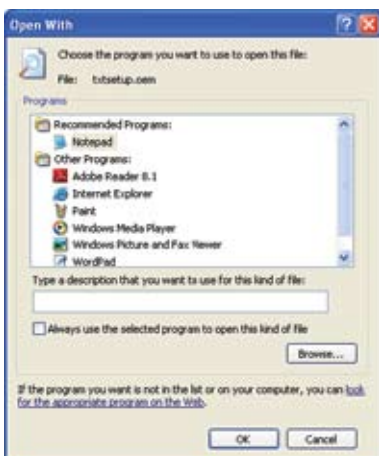 Open With
Choose the program you want to use to open this file:
File: txtsetup.oem
Programs
Recommended Programs:
Notepad
Other Programs:
Adobe Reader 8.1
Internet Explorer
Paint
Windows Media Player
Windows Picture and Fax Viewer
WordPad
Type a description that you want to use for this kind of file:
Always use the selected program to open this kind of file
Browse...
If the program you want is not in the list or on your computer, you can look
for the appropriate program on the Web.
OK Cancel